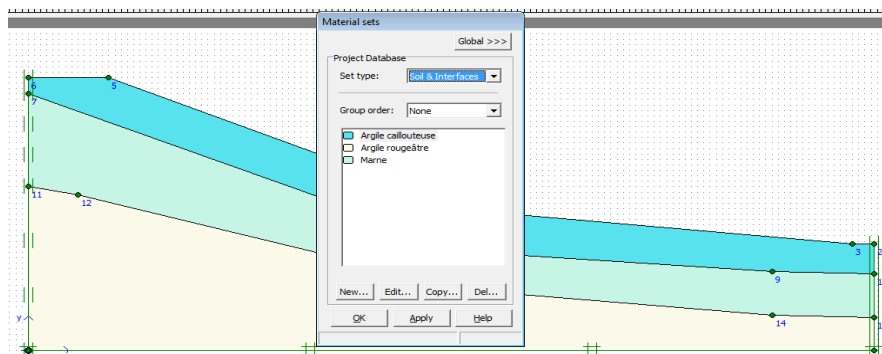 Material sets
Global >>>
Project Database
Set type: Soil & Interfaces
Group order: None
Argile caillouteuse
Argile rougeâtre
Marne
New... Edit... Copy... Del...
OK Apply Help
6 5
7
11
12
3 2
9
14
y